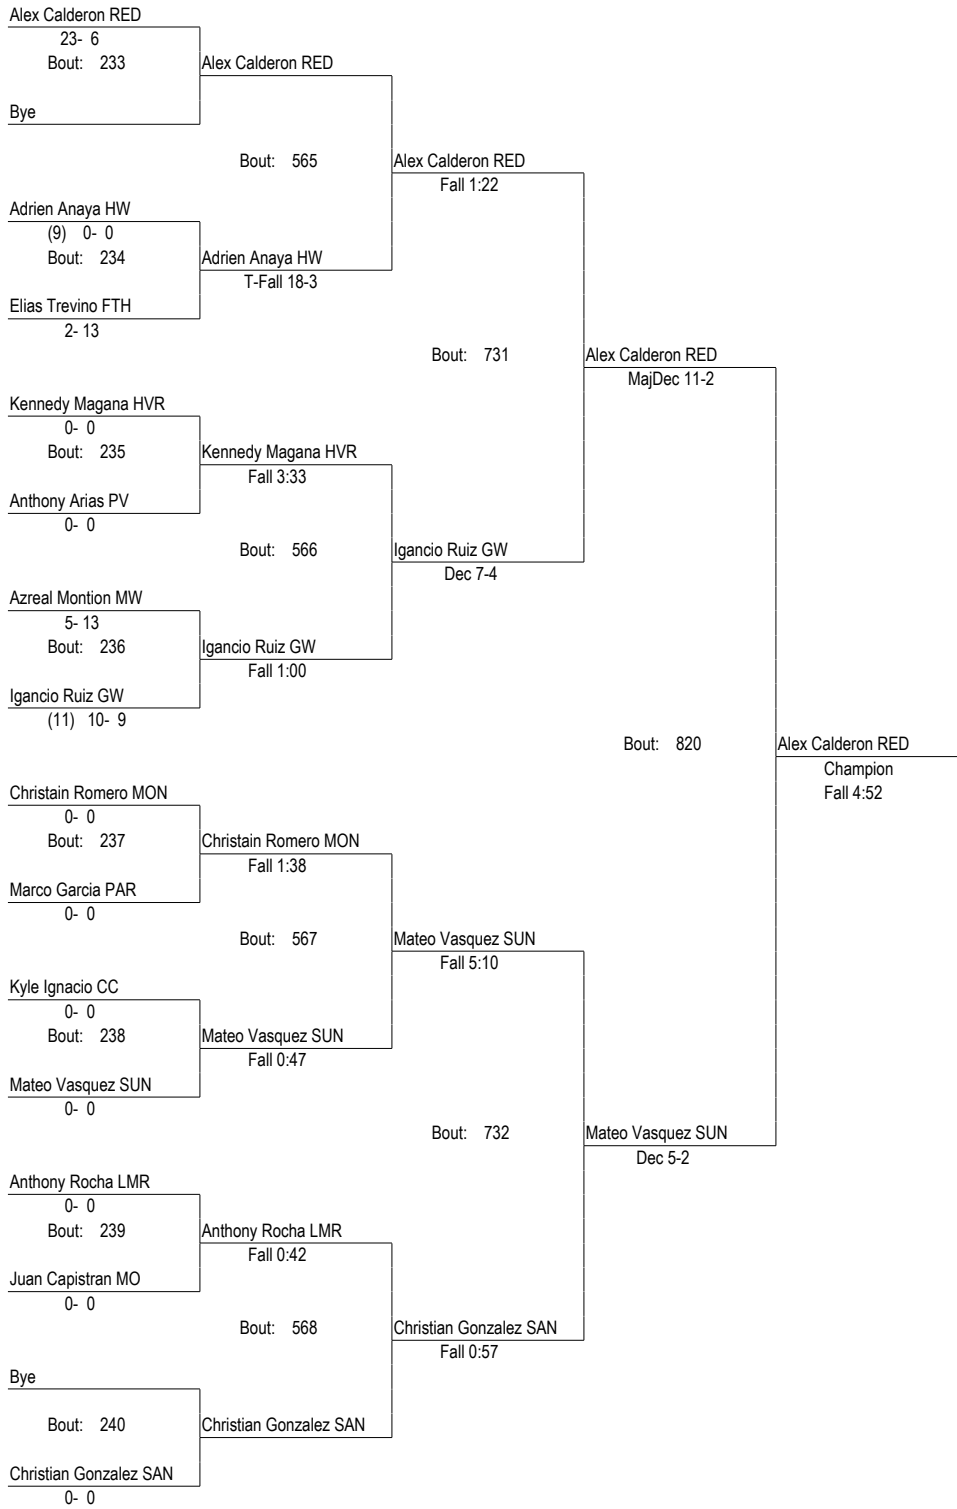 Alex Calderon RED
23- 6
Bout: 233
Alex Calderon RED
Bye
Bout: 565
Alex Calderon RED
Fall 1:22
Adrien Anaya HW
(9) 0- 0
Bout: 234
Adrien Anaya HW
T-Fall 18-3
Elias Trevino FTH
2- 13
Bout: 731
Alex Calderon RED
MajDec 11-2
Kennedy Magana HVR
0- 0
Bout: 235
Kennedy Magana HVR
Fall 3:33
Anthony Arias PV
0- 0
Bout: 566
Igancio Ruiz GW
Dec 7-4
Azreal Montion MW
5- 13
Bout: 236
Igancio Ruiz GW
Fall 1:00
Igancio Ruiz GW
(11) 10- 9
Bout: 820
Alex Calderon RED
Champion
Fall 4:52
Christain Romero MON
0- 0
Bout: 237
Christain Romero MON
Fall 1:38
Marco Garcia PAR
0- 0
Bout: 567
Mateo Vasquez SUN
Fall 5:10
Kyle Ignacio CC
0- 0
Bout: 238
Mateo Vasquez SUN
Fall 0:47
Mateo Vasquez SUN
0- 0
Bout: 732
Mateo Vasquez SUN
Dec 5-2
Anthony Rocha LMR
0- 0
Bout: 239
Anthony Rocha LMR
Fall 0:42
Juan Capistran MO
0- 0
Bout: 568
Christian Gonzalez SAN
Fall 0:57
Bye
Bout: 240
Christian Gonzalez SAN
Christian Gonzalez SAN
0- 0